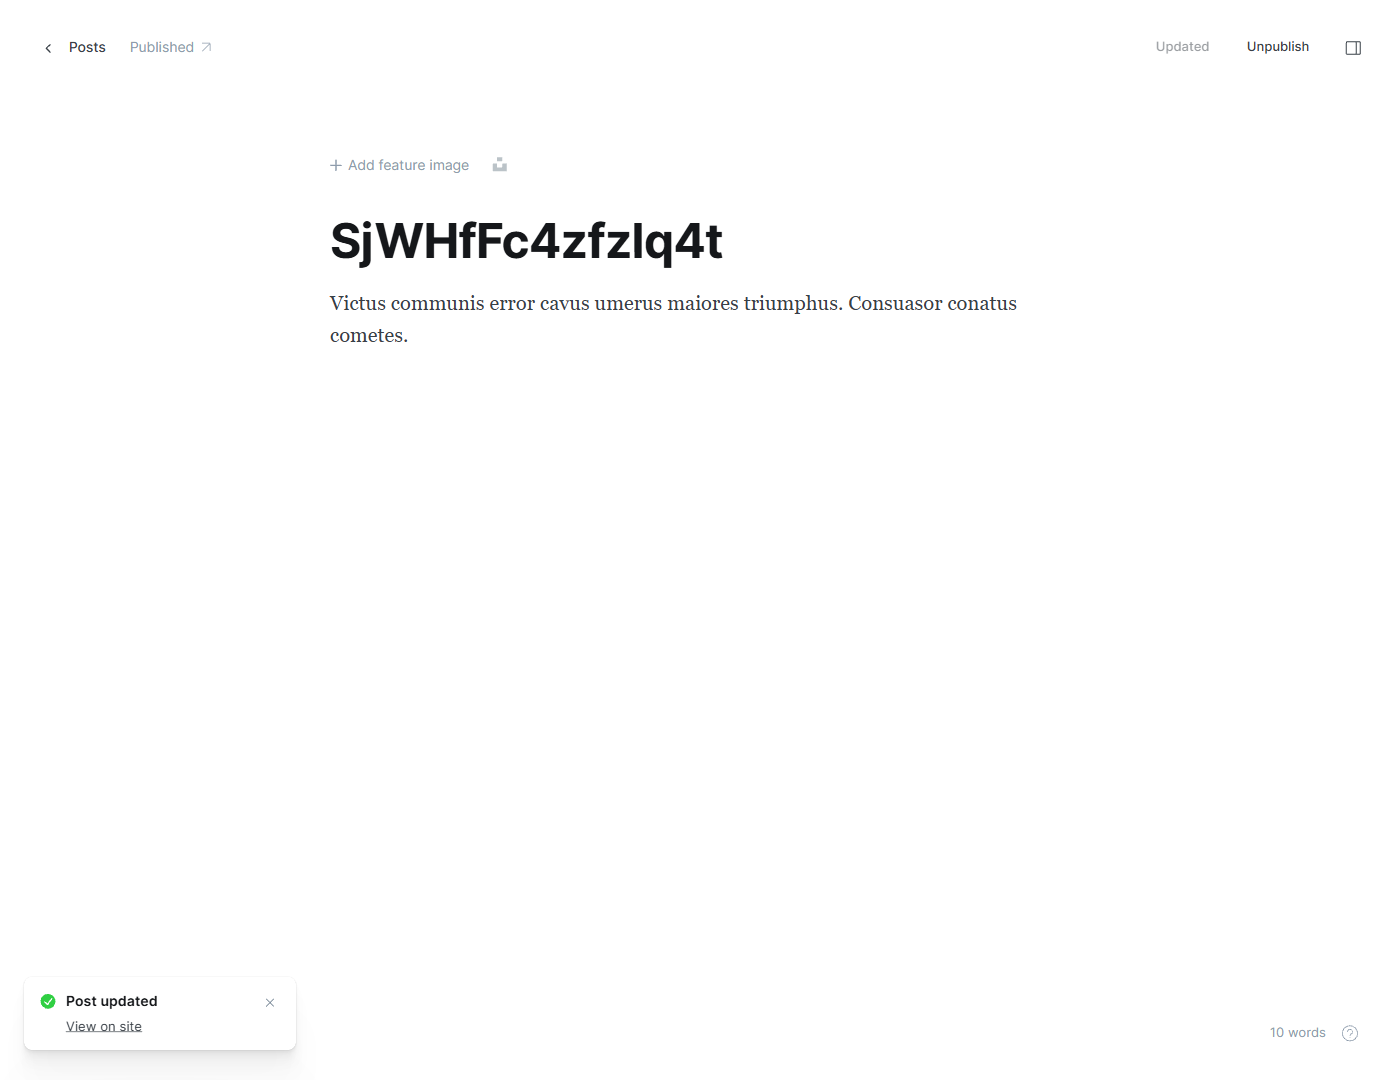 Posts
Published
Updated
Unpublish
Add feature image
SjWHfFc4zfzIq4t
Victus communis error cavus umerus maiores triumphus. Consuasor conatus
cometes.
Post updated
View on site
10 words